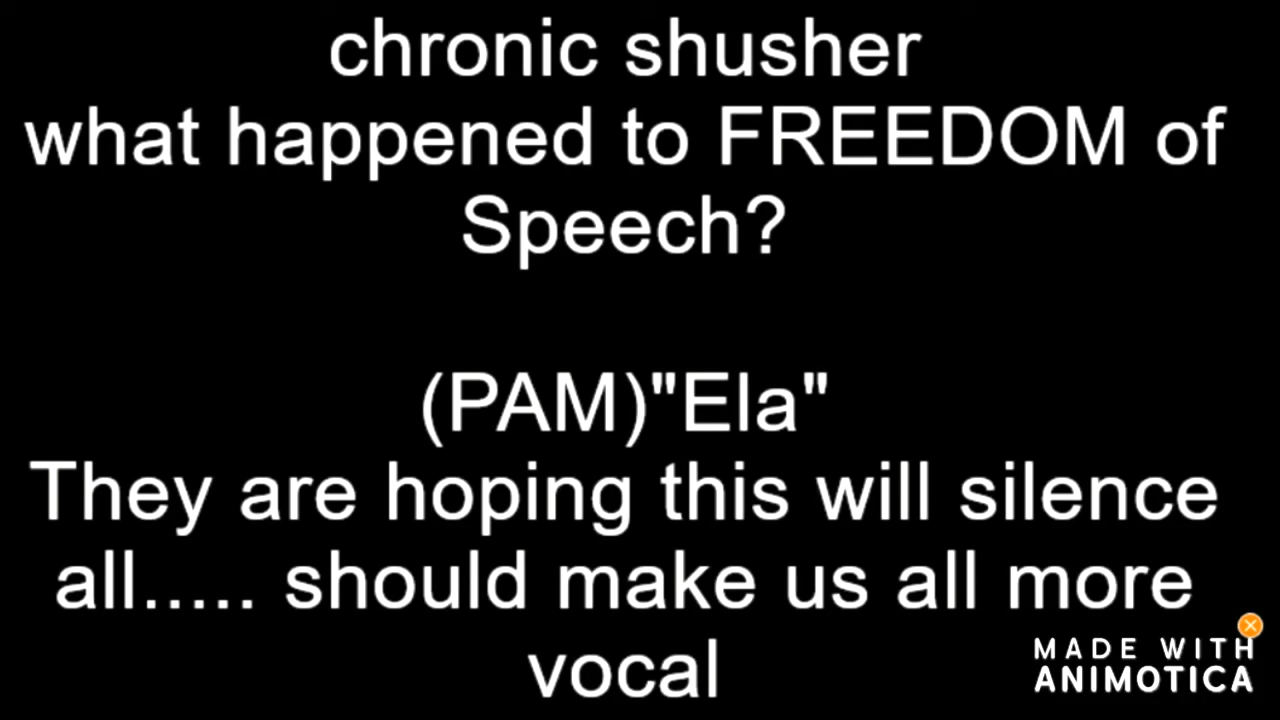 chronic shusher
what happened to FREEDOM of
Speech?
(PAM)"Ela"
They are hoping this will silence
all..... should make us all more
vocal
MADE WITH
ANIMOTICA